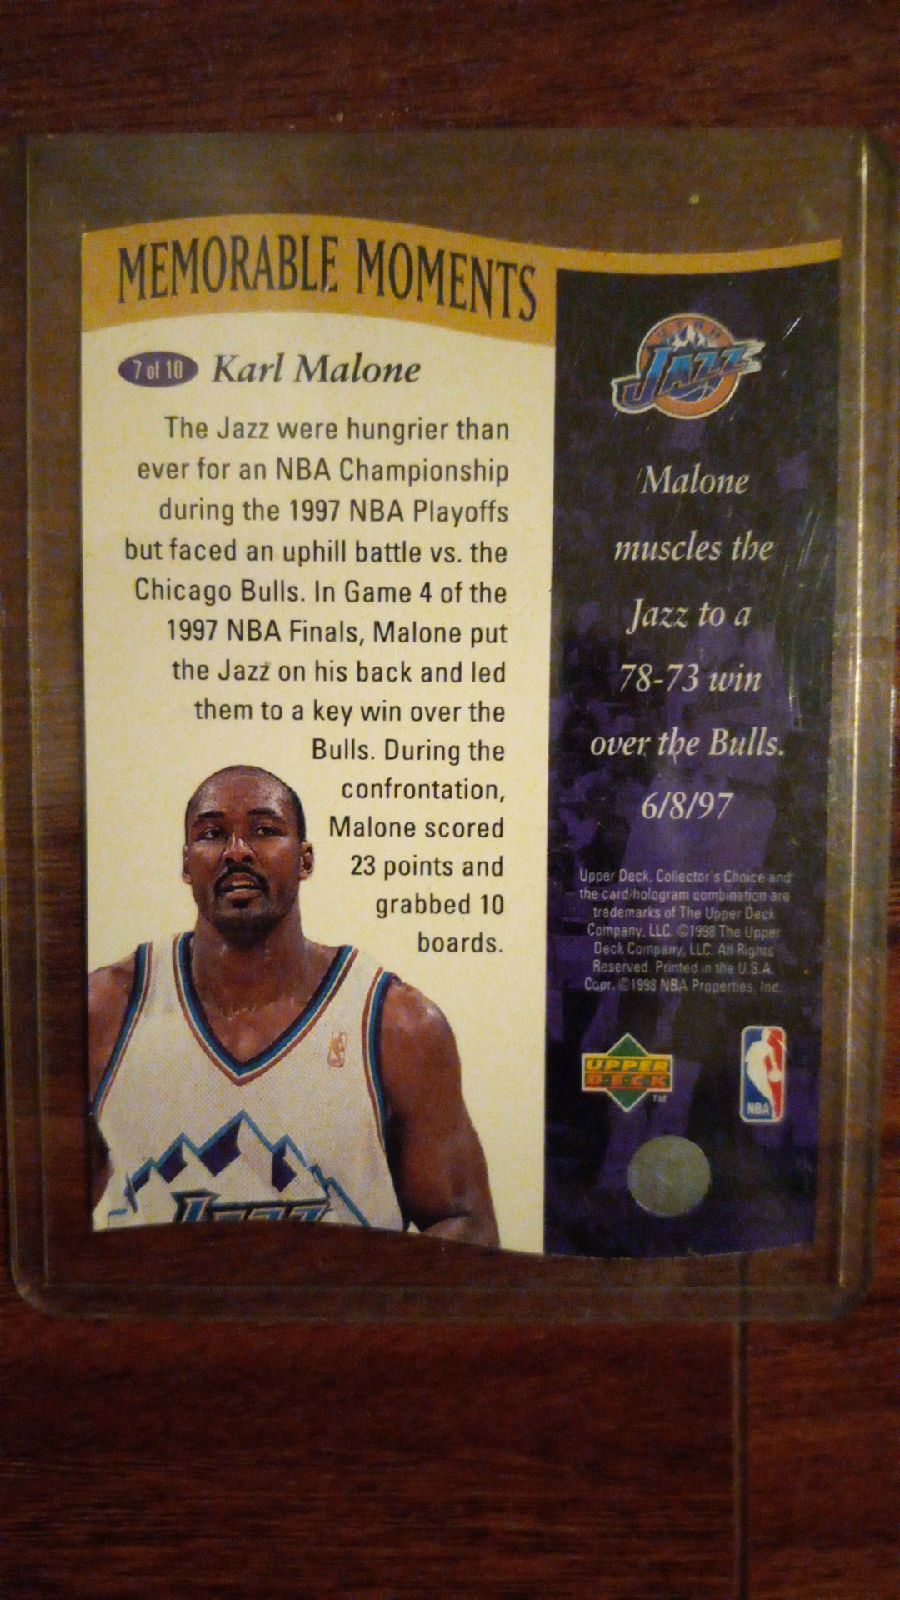 MEMORABLE MOMENTS
7 of 10 Karl Malone
The Jazz were hungrier than
ever for an NBA Championship
during the 1997 NBA Playoffs
but faced an uphill battle vs. the
Chicago Bulls. In Game 4 of the
1997 NBA Finals, Malone put
the Jazz on his back and led
them to a key win over the
Bulls. During the
confrontation,
Malone scored
23 points and
grabbed 10
boards.
JAZZ
JAZZ
Malone
muscles the
Jazz to a
78-73 win
over the Bulls.
6/8/97
Upper Deck, Collector's Choice and
the card/hologram combination are
trademarks of The Upper Deck
Company, LLC. ©1998 The Upper
Deck Company, LLC. All Rights
Reserved. Printed in the U.S.A.
Copr. ©1998 NBA Properties, Inc.
UPPER
DECK
TM
NBA